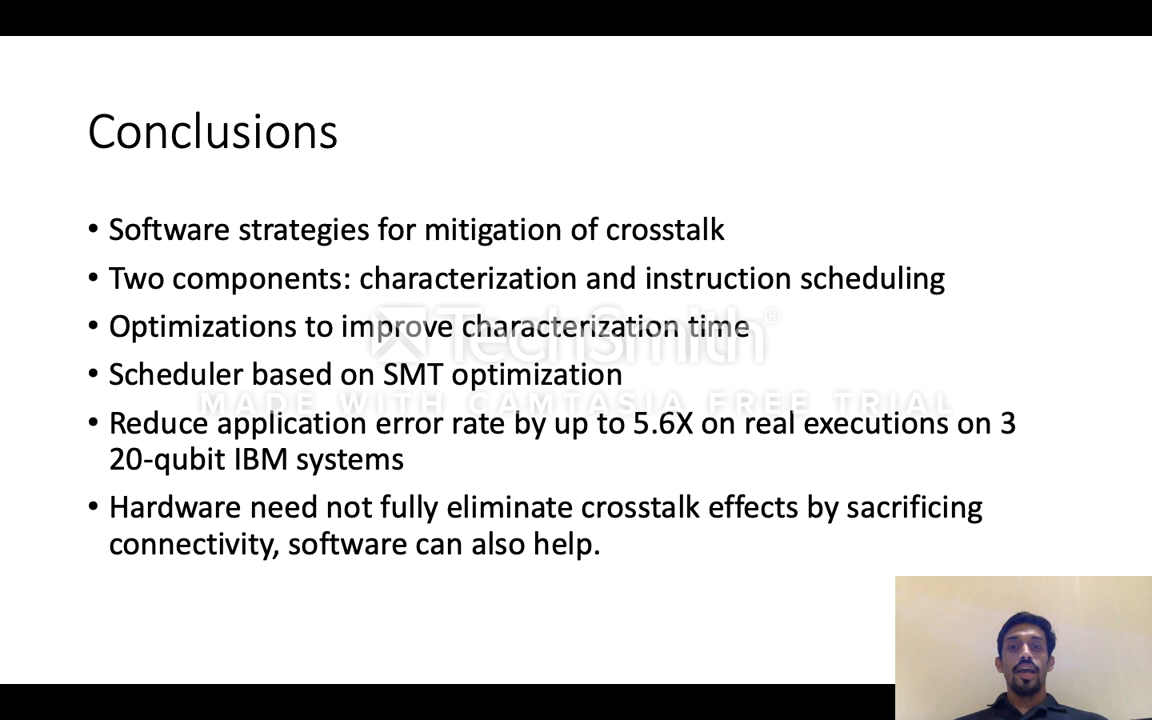 Conclusions
• Software strategies for mitigation of crosstalk
• Two components: characterization and instruction scheduling
• Optimizations to improve characterization time
TechSmith®
• Scheduler based on SMT optimization
MADE WITH CAMTASIA FREE TRIAL
• Reduce application error rate by up to 5.6X on real executions on 3
20-qubit IBM systems
• Hardware need not fully eliminate crosstalk effects by sacrificing
connectivity, software can also help.